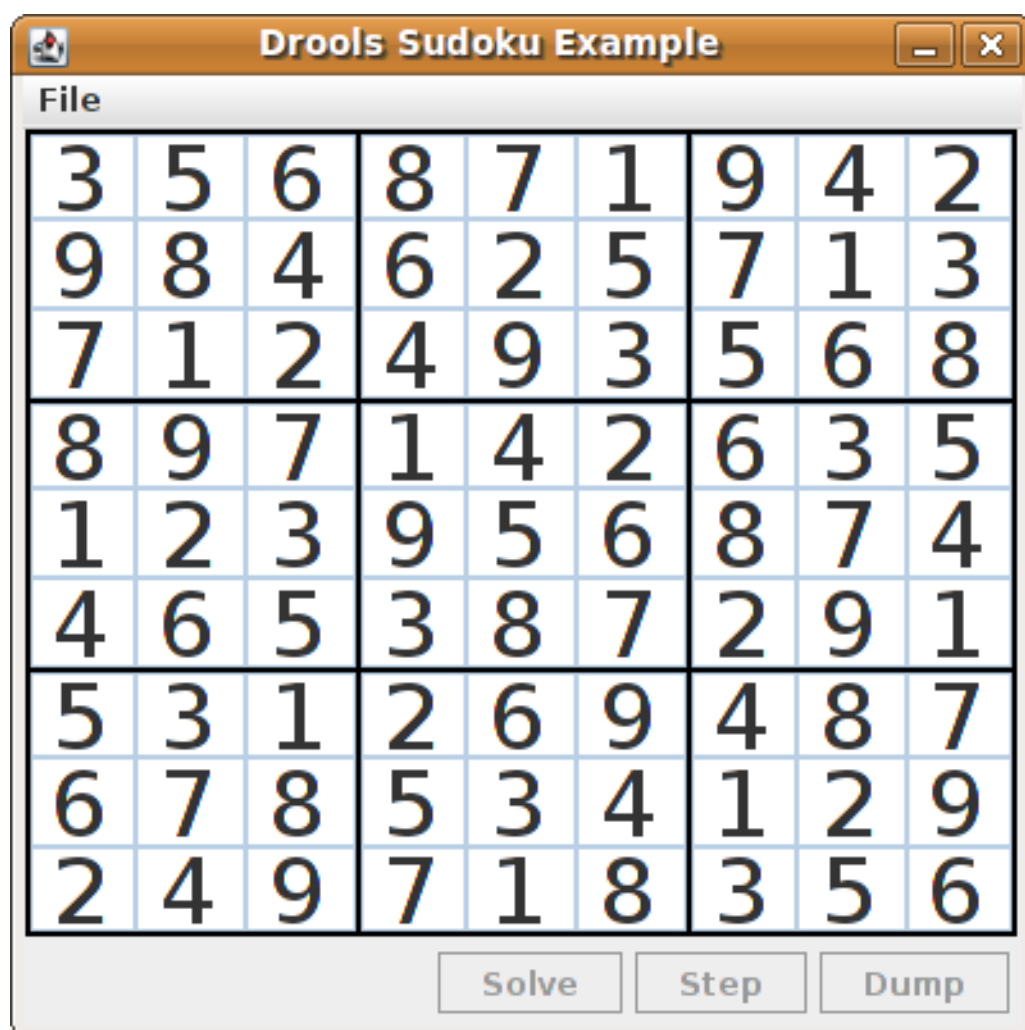 Drools Sudoku Example
File
3 5 6 8 7 1 9 4 2
9 8 4 6 2 5 7 1 3
7 1 2 4 9 3 5 6 8
8 9 7 1 4 2 6 3 5
1 2 3 9 5 6 8 7 4
4 6 5 3 8 7 2 9 1
5 3 1 2 6 9 4 8 7
6 7 8 5 3 4 1 2 9
2 4 9 7 1 8 3 5 6
Solve Step Dump